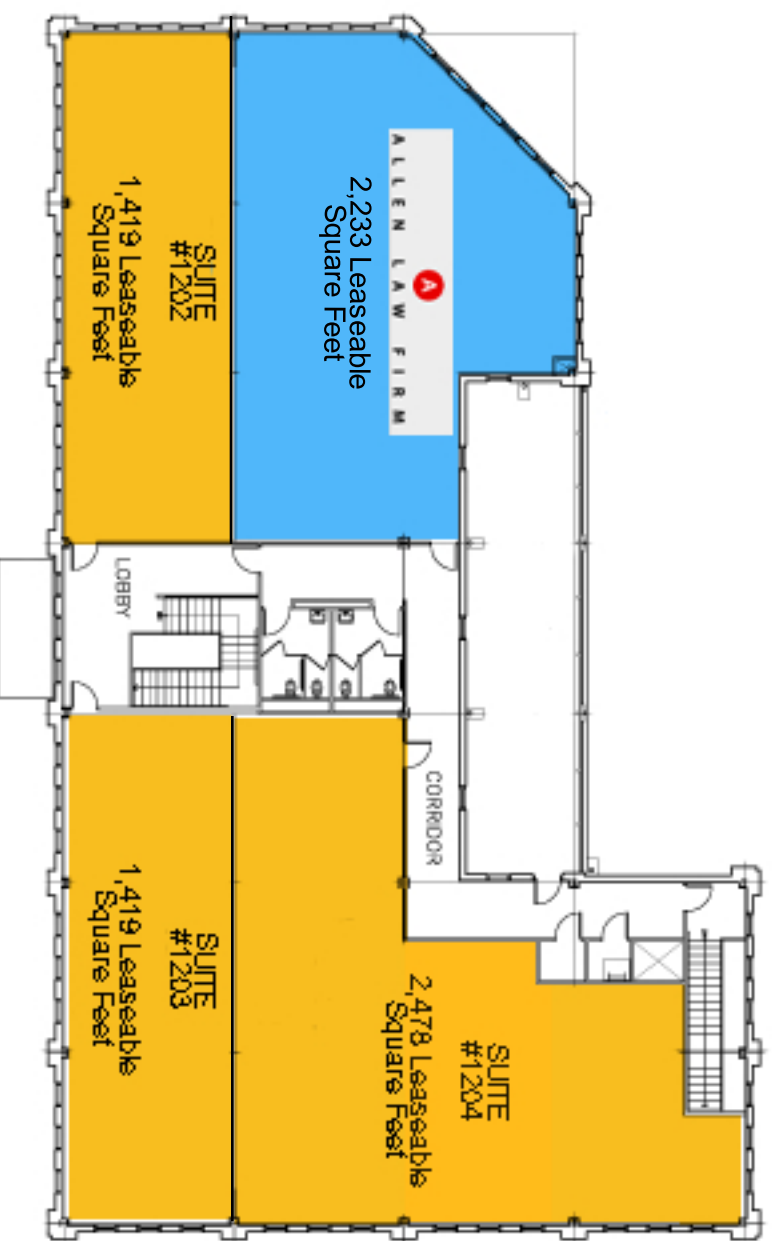 SUITE
#1202
1,419 Leaseable
Square Feet
A
ALLEN LAW FIRM
2,233 Leaseable
Square Feet
LOBBY
CORRIDOR
SUITE
#1203
1,419 Leaseable
Square Feet
SUITE
#1204
2,478 Leaseable
Square Feet